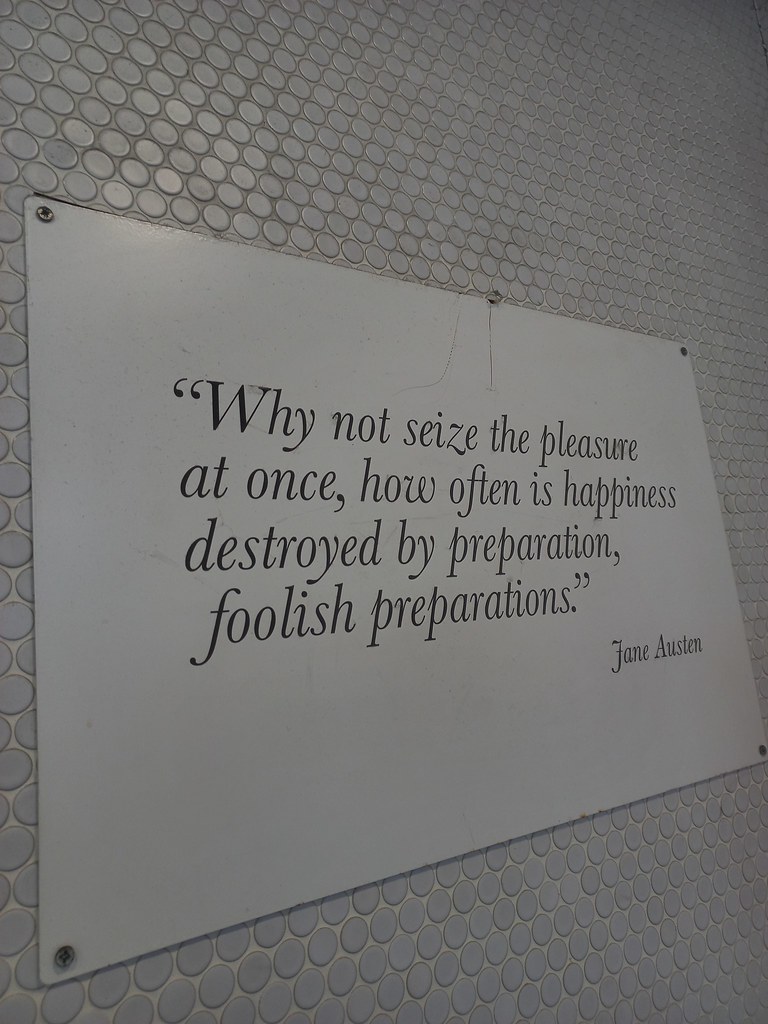 “Why not seize the pleasure
at once, how often is happiness
destroyed by preparation,
foolish preparations.”
Jane Austen